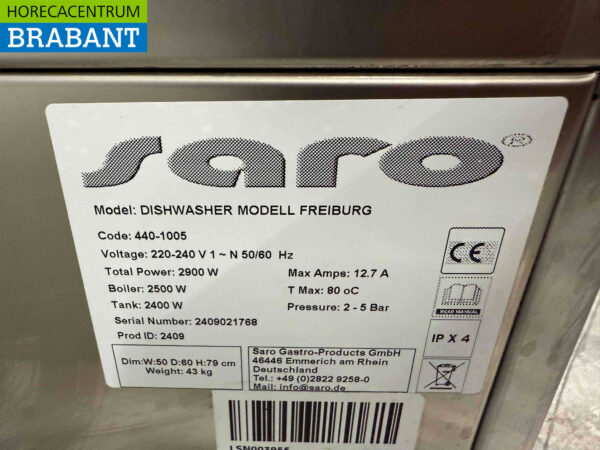 HORECACENTRUM
BRABANT
saro®
Model: DISHWASHER MODELL FREIBURG
Code: 440-1005
Voltage: 220-240 V 1 ~ N 50/60 Hz
Total Power: 2900 W
Max Amps: 12.7 A
Boiler: 2500 W
T Max: 80 oC
Tank: 2400 W
Pressure: 2 - 5 Bar
Serial Number: 2409021768
Prod ID: 2409
CE
READ MANUAL
IP X 4
Dim:W:50 D:60 H:79 cm
Weight: 43 kg
Saro Gastro-Products GmbH
46446 Emmerich am Rhein
Deutschland
Tel.: +49 (0)2822 9258-0
Mail: info@saro.de
LSN003955